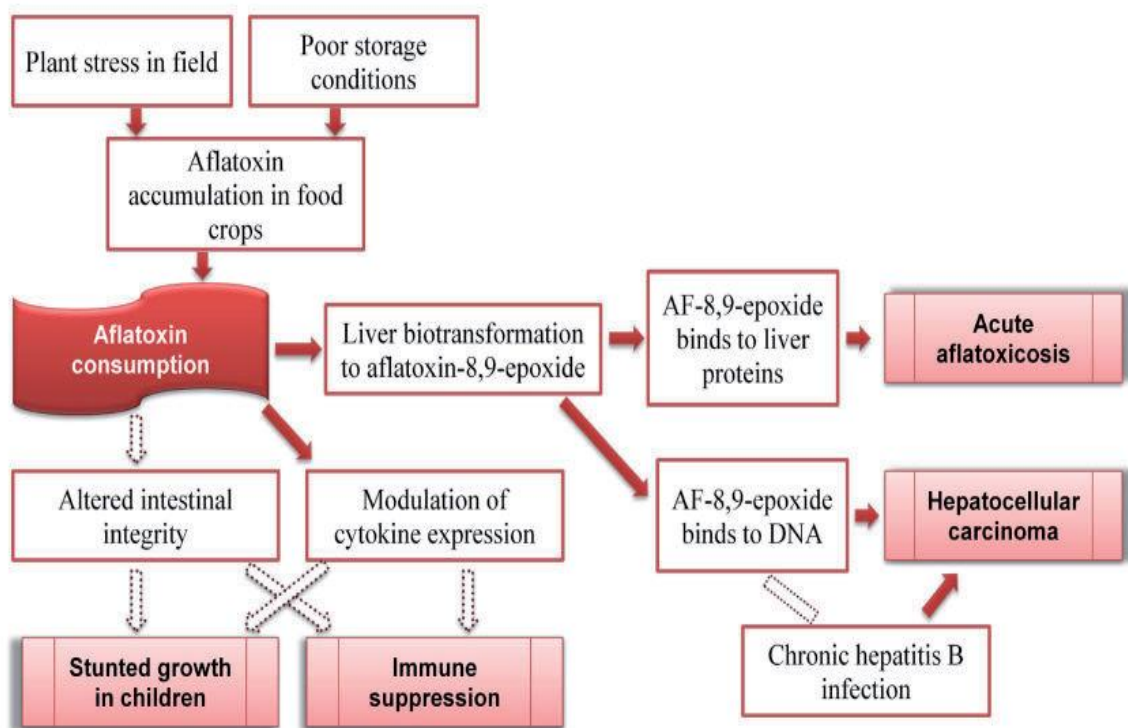 Plant stress in field
Poor storage
conditions
Aflatoxin
accumulation in food
crops
Aflatoxin
consumption
Liver biotransformation
to aflatoxin-8,9-epoxide
AF-8,9-epoxide
binds to liver
proteins
Acute
aflatoxicosis
Altered intestinal
integrity
Modulation of
cytokine expression
AF-8,9-epoxide
binds to DNA
Hepatocellular
carcinoma
Stunted growth
in children
Immune
suppression
Chronic hepatitis B
infection